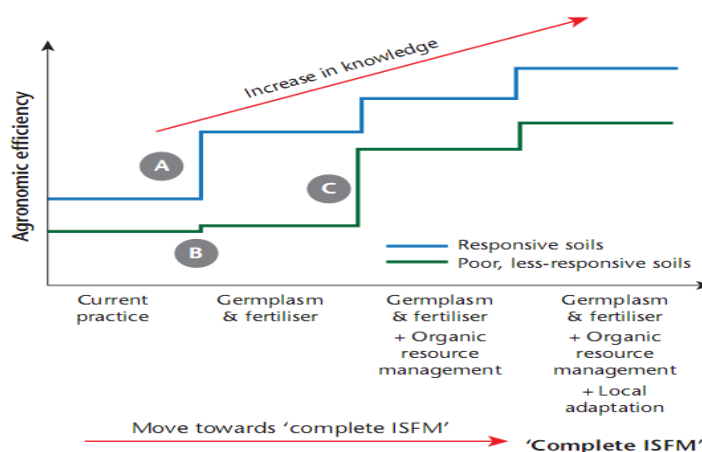 Increase in knowledge
Agronomic efficiency
A
C
B
Responsive soils
Poor, less-responsive soils
Current
practice
Germplasm
& fertiliser
Germplasm
& fertiliser
+ Organic
resource
management
Germplasm
& fertiliser
+ Organic
resource
management
+ Local
adaptation
Move towards ‘complete ISFM’
‘Complete ISFM’